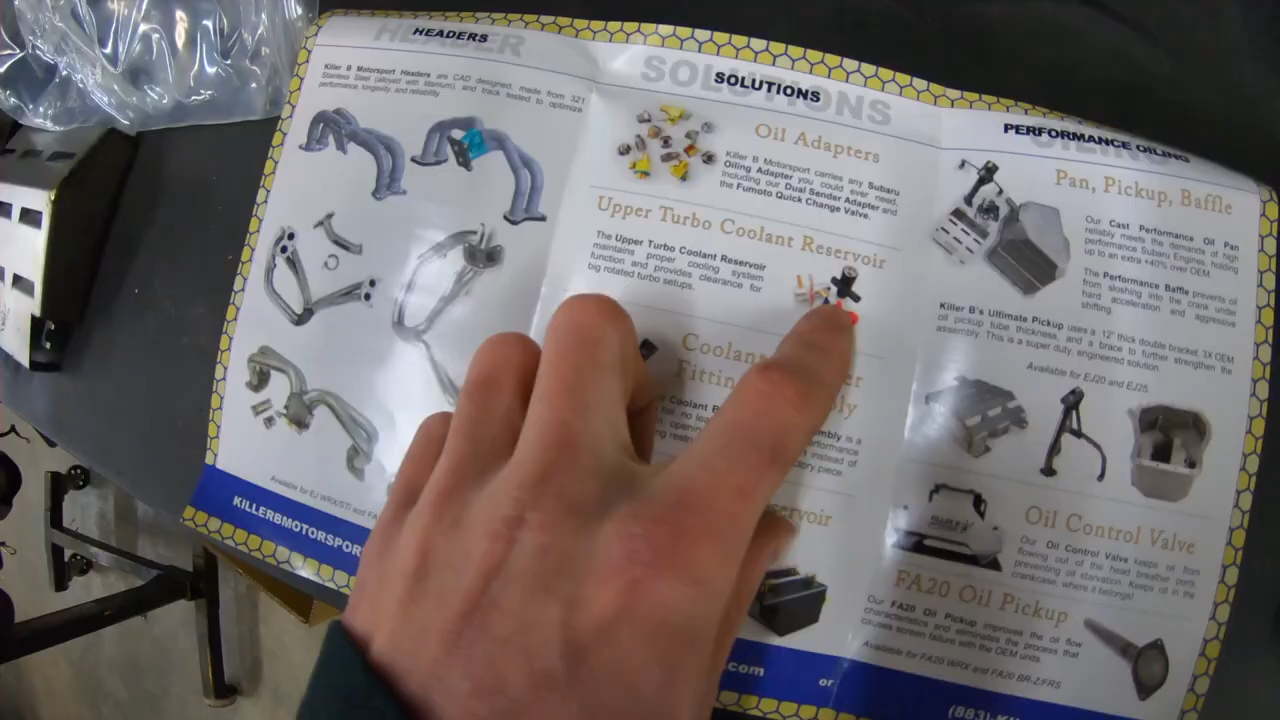 HEADERS
HEADER
Killer B Motorsport Headers are CAD designed, made from 321
Stainless Steel (alloyed with titanium), and track tested to optimize
performance, longevity, and reliability.
Available for EJ WRX/STI and FA
KILLERBMOTORSPOR
SOLUTIONS
SOLUTIONS
Oil Adapters
Killer B Motorsport carries any Subaru
Oiling Adapter you could ever need,
Including our Dual Sender Adapter and
the Fumoto Quick Change Valve.
Upper Turbo Coolant Reservoir
The Upper Turbo Coolant Reservoir
maintains proper cooling system
function and provides clearance for
big rotated turbo setups.
Coolan
Fittin
.com or
PERFORMANCE OILING
OILING
Pan, Pickup, Baffle
Our Cast Performance Oil Pan
reliably meets the demands of high
performance Subaru Engines, holding
up to an extra +40% over OEM.
The Performance Baffle prevents oil
from sloshing into the crank under
hard acceleration and aggressive
shifting.
Killer B's Ultimate Pickup uses a .12" thick double bracket, 3X OEM
oil pickup tube thickness, and a brace to further strengthen the
assembly. This is a super duty, engineered solution.
Available for EJ20 and EJ25
Oil Control Valve
Our Oil Control Valve keeps oil from
flowing out of the head breather ports,
preventing oil starvation. Keeps oil in the
crankcase, where it belongs!
FA20 Oil Pickup
Our FA20 Oil Pickup improves the oil flow
characteristics and eliminates the process that
causes screen failure with the OEM units.
Available for FA20 WRX and FA20 BR-Z/FRS
(883)-K